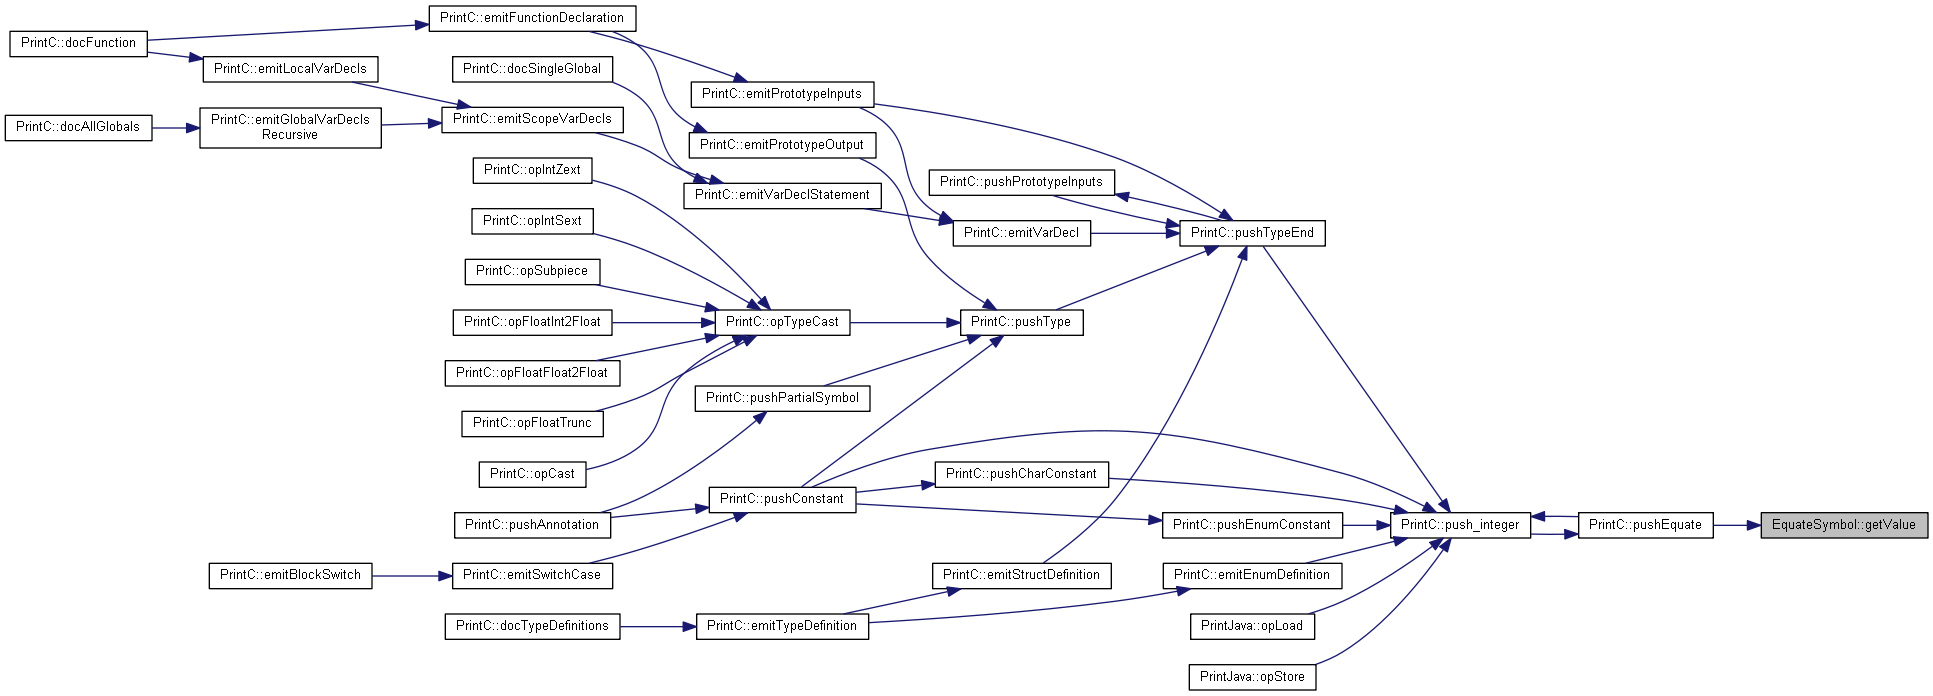 PrintC::emitFunctionDeclaration
PrintC::docFunction
PrintC::emitLocalVarDecls
PrintC::docSingleGlobal
PrintC::emitPrototypeInputs
PrintC::docAllGlobals
PrintC::emitGlobalVarDecls
Recursive
PrintC::emitScopeVarDecls
PrintC::emitPrototypeOutput
PrintC::opIntZext
PrintC::emitVarDeclStatement
PrintC::pushPrototypeInputs
PrintC::opIntSext
PrintC::emitVarDecl
PrintC::pushTypeEnd
PrintC::opSubpiece
PrintC::opFloatInt2Float
PrintC::opTypeCast
PrintC::pushType
PrintC::opFloatFloat2Float
PrintC::pushPartialSymbol
PrintC::opFloatTrunc
PrintC::opCast
PrintC::pushCharConstant
PrintC::pushConstant
PrintC::pushAnnotation
PrintC::pushEnumConstant
PrintC::push_integer
PrintC::pushEquate
EquateSymbol::getValue
PrintC::emitBlockSwitch
PrintC::emitSwitchCase
PrintC::emitStructDefinition
PrintC::emitEnumDefinition
PrintC::docTypeDefinitions
PrintC::emitTypeDefinition
PrintJava::opLoad
PrintJava::opStore